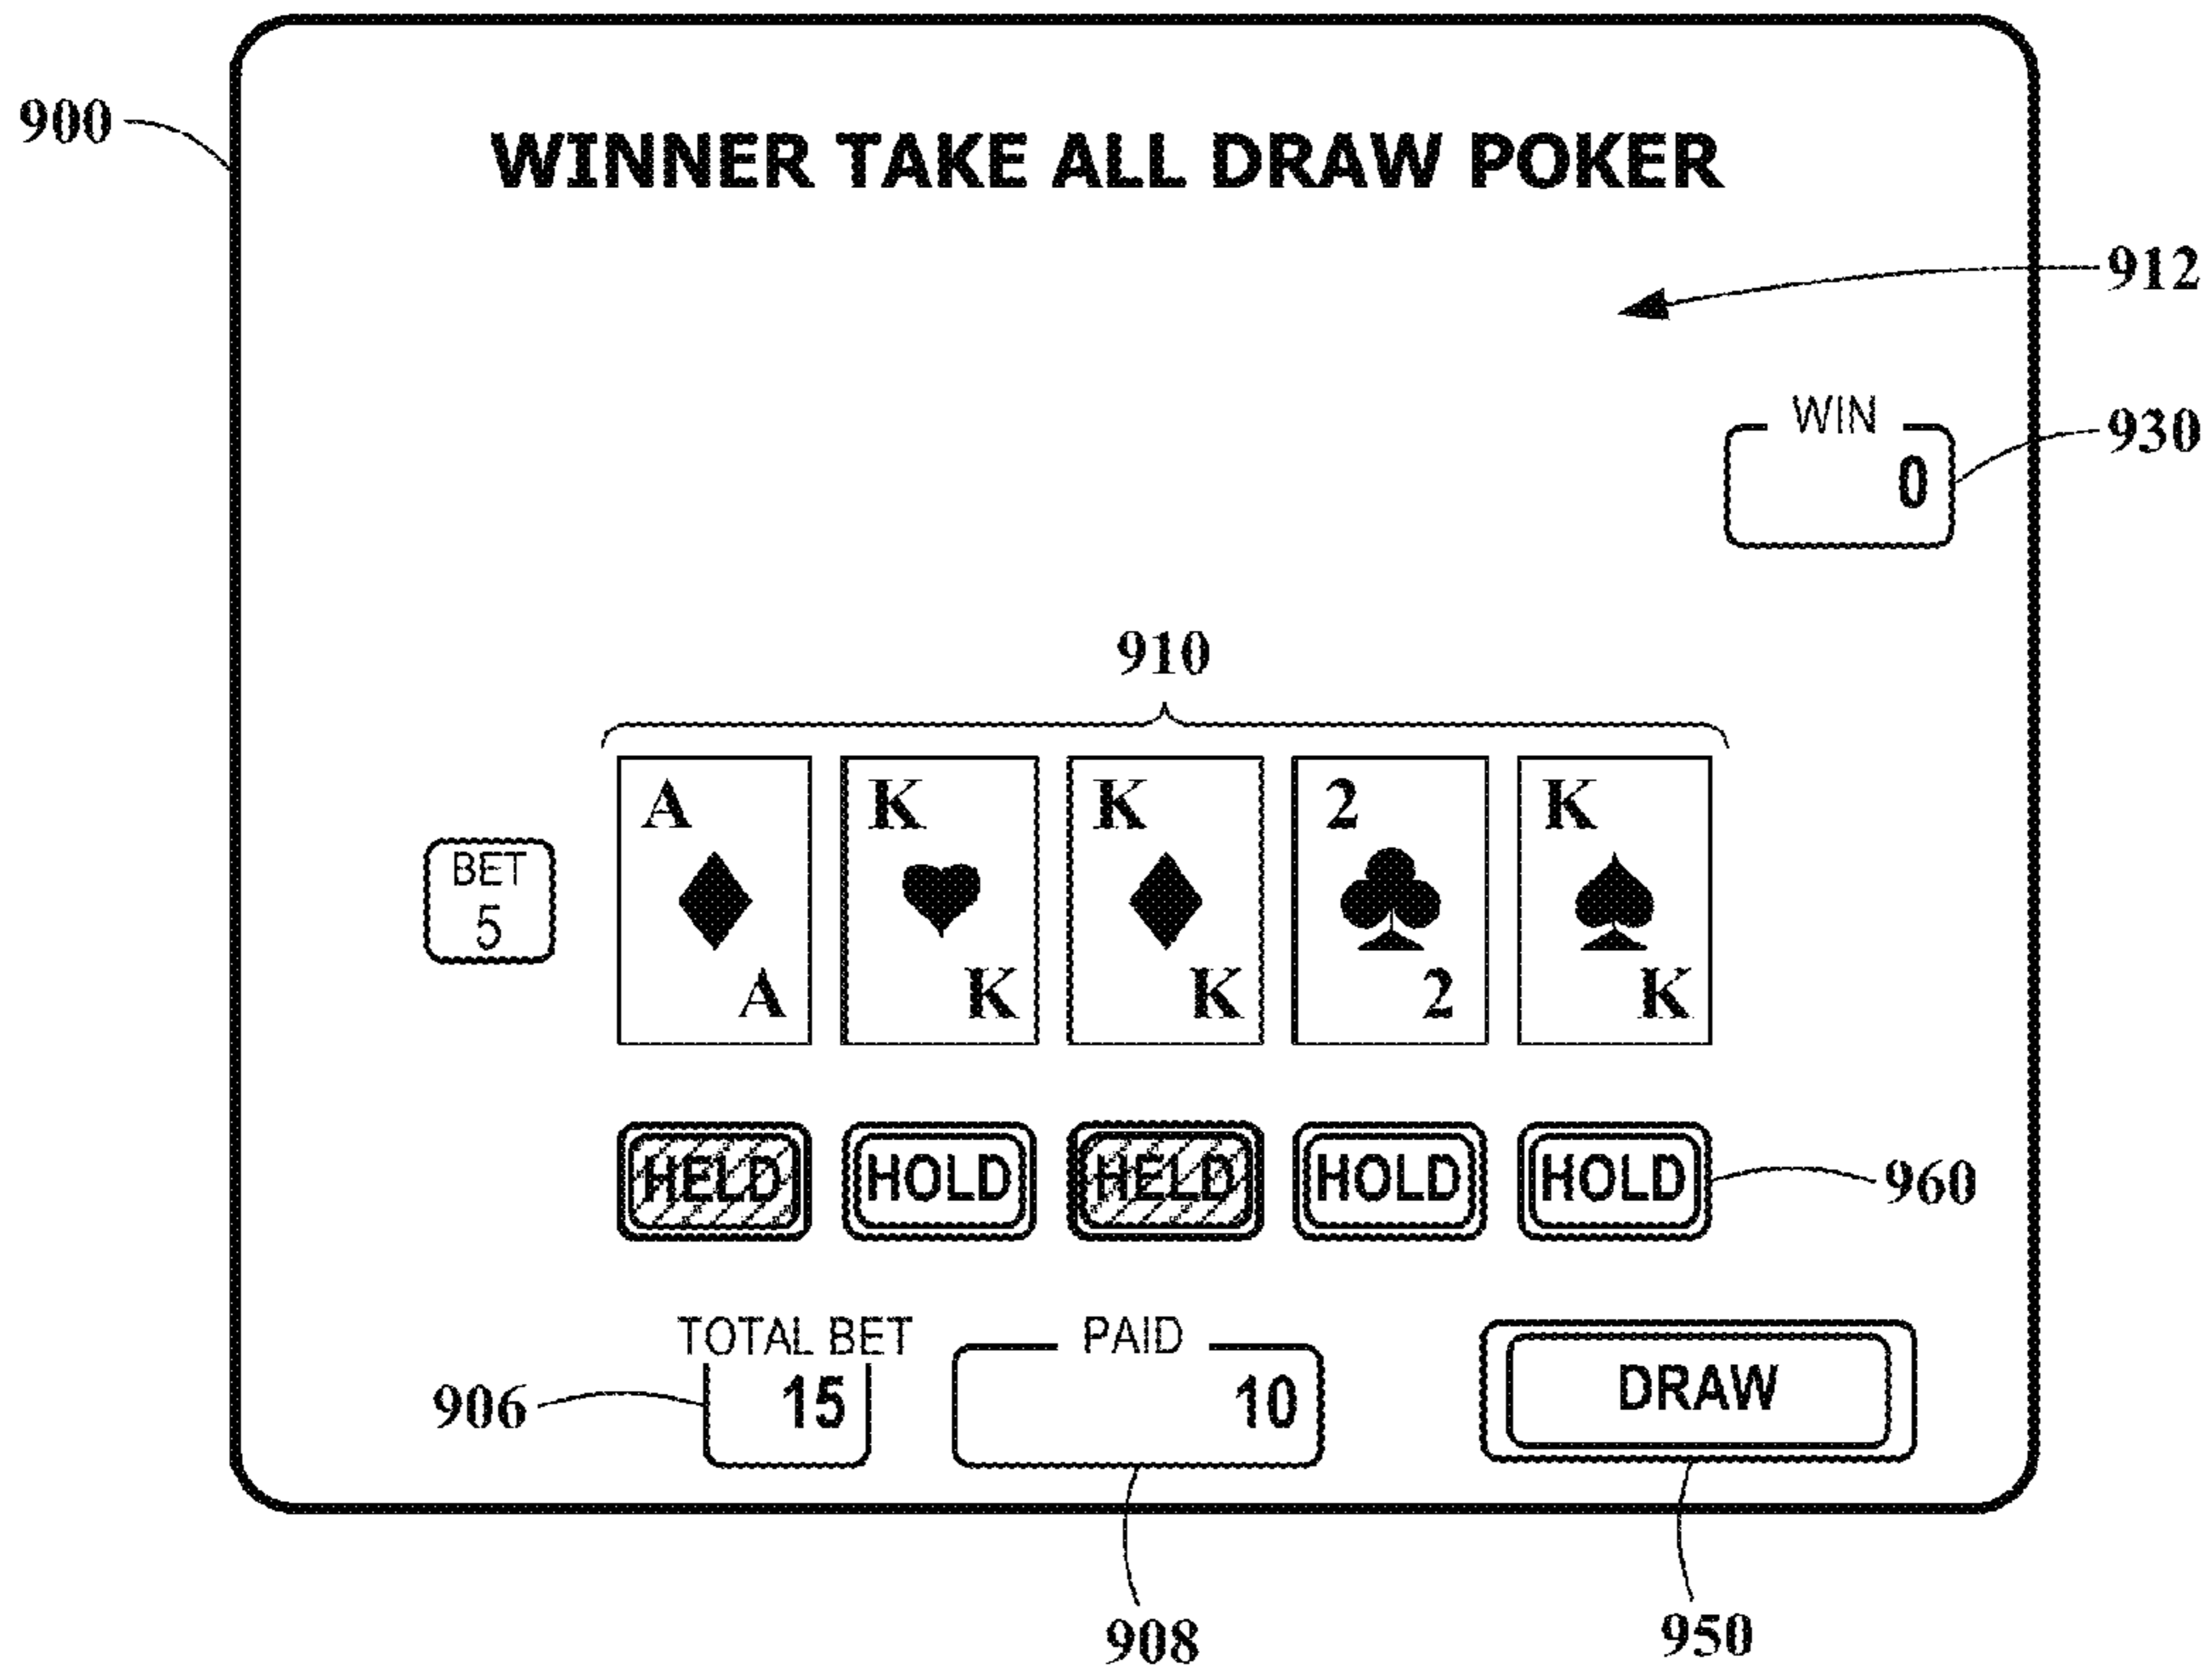 900
WINNER TAKE ALL DRAW POKER
912
WIN
930
0
910
A K K 2 K
BET
5
A K K 2 K
HELD HOLD HELD HOLD HOLD
960
TOTAL BET PAID
906 15 10 DRAW
908 950